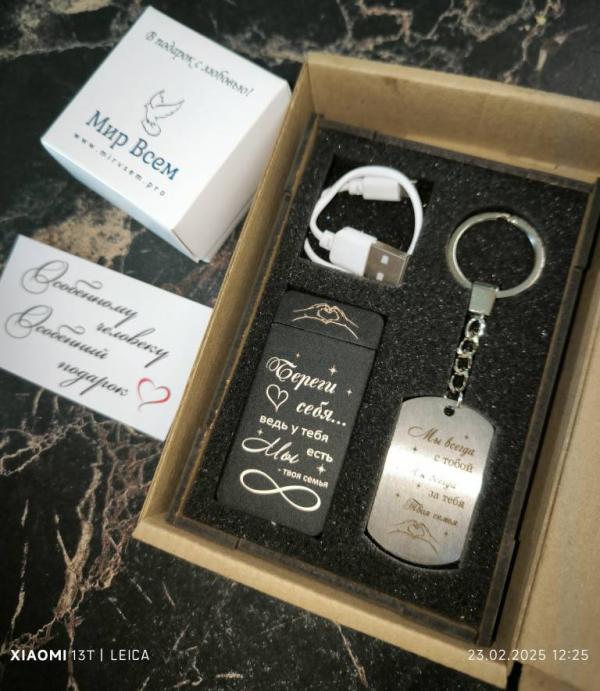 В подарок с любовью!
Мир Всем
www.mirvsem.pro
Особенному
человеку
Особенный
подарок
Береги
себя...
ведь у тебя
есть
Мы
- твоя семья
Мы всегда
с тобой
за тебя
Твоя семья
XIAOMI 13T | LEICA
23.02.2025 12:25